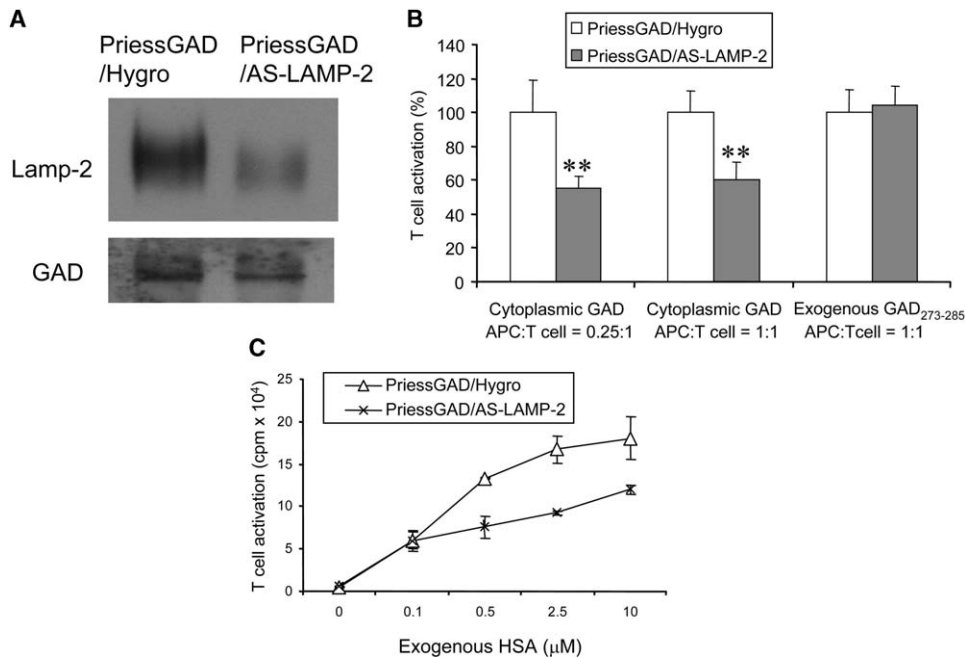 A
PriessGAD
/Hygro
PriessGAD
/AS-LAMP-2
Lamp-2
GAD
B
PriessGAD/Hygro
PriessGAD/AS-LAMP-2
T cell activation (%)
140
120
100
80
60
40
20
0
**
**
Cytoplasmic GAD
APC:T cell = 0.25:1
Cytoplasmic GAD
APC:T cell = 1:1
Exogenous GAD273-285
APC:Tcell = 1:1
C
PriessGAD/Hygro
PriessGAD/AS-LAMP-2
T cell activation (cpm x 10⁴)
25
20
15
10
5
0
0 0.1 0.5 2.5 10
Exogenous HSA (μM)